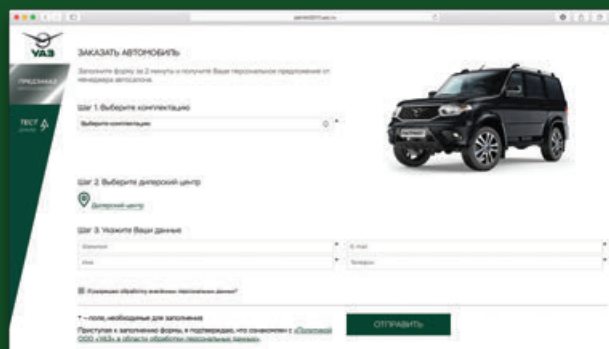 УАЗ
ЗАКАЗАТЬ АВТОМОБИЛЬ
Заполните форму за 2 минуты и получите Ваше персональное предложение от
менеджера автосалона.
ПРЕДЗАКАЗ
Шаг 1. Выберите комплектацию
Выберите комплектацию *
ТЕСТ
ДРАЙВ
PATRIOT
Шаг 2. Выберите дилерский центр
Дилерский центр
Шаг 3. Укажите Ваши данные
Фамилия * E-mail *
Имя * Телефон *
Я разрешаю обработку внесённых персональных данных*
* – поля, необходимые для заполнения
Приступая к заполнению формы, я подтверждаю, что ознакомлен с «Политикой
ООО «УАЗ» в области обработки персональных данных».
ОТПРАВИТЬ